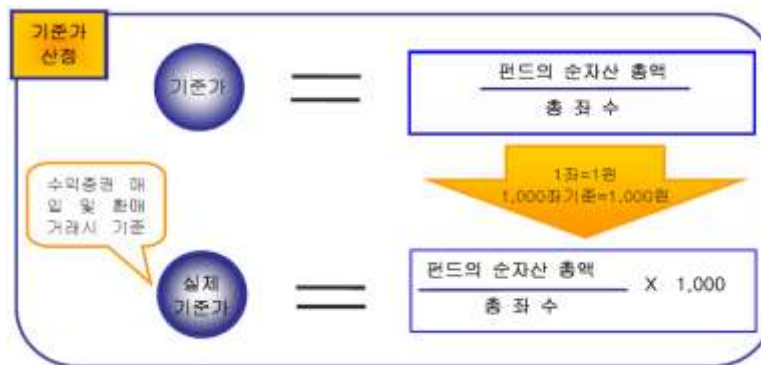 기준가
산정
기준가
펀드의 순자산 총액
총 좌 수
1좌=1원
1,000좌기준=1,000원
수익증권 매
입 및 환매
거래시 기준
실제
기준가
펀드의 순자산 총액
총 좌 수
X 1,000